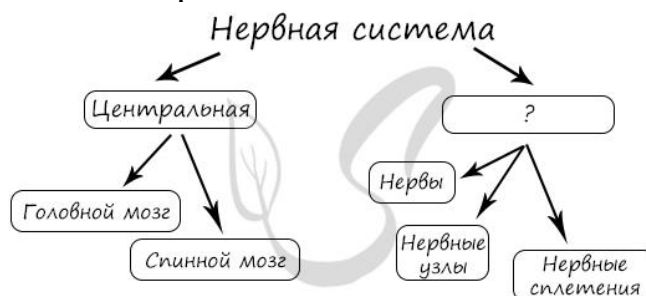 Нервная система
Центральная
?
Головной мозг
Спинной мозг
Нервы
Нервные
узлы
Нервные
сплетения